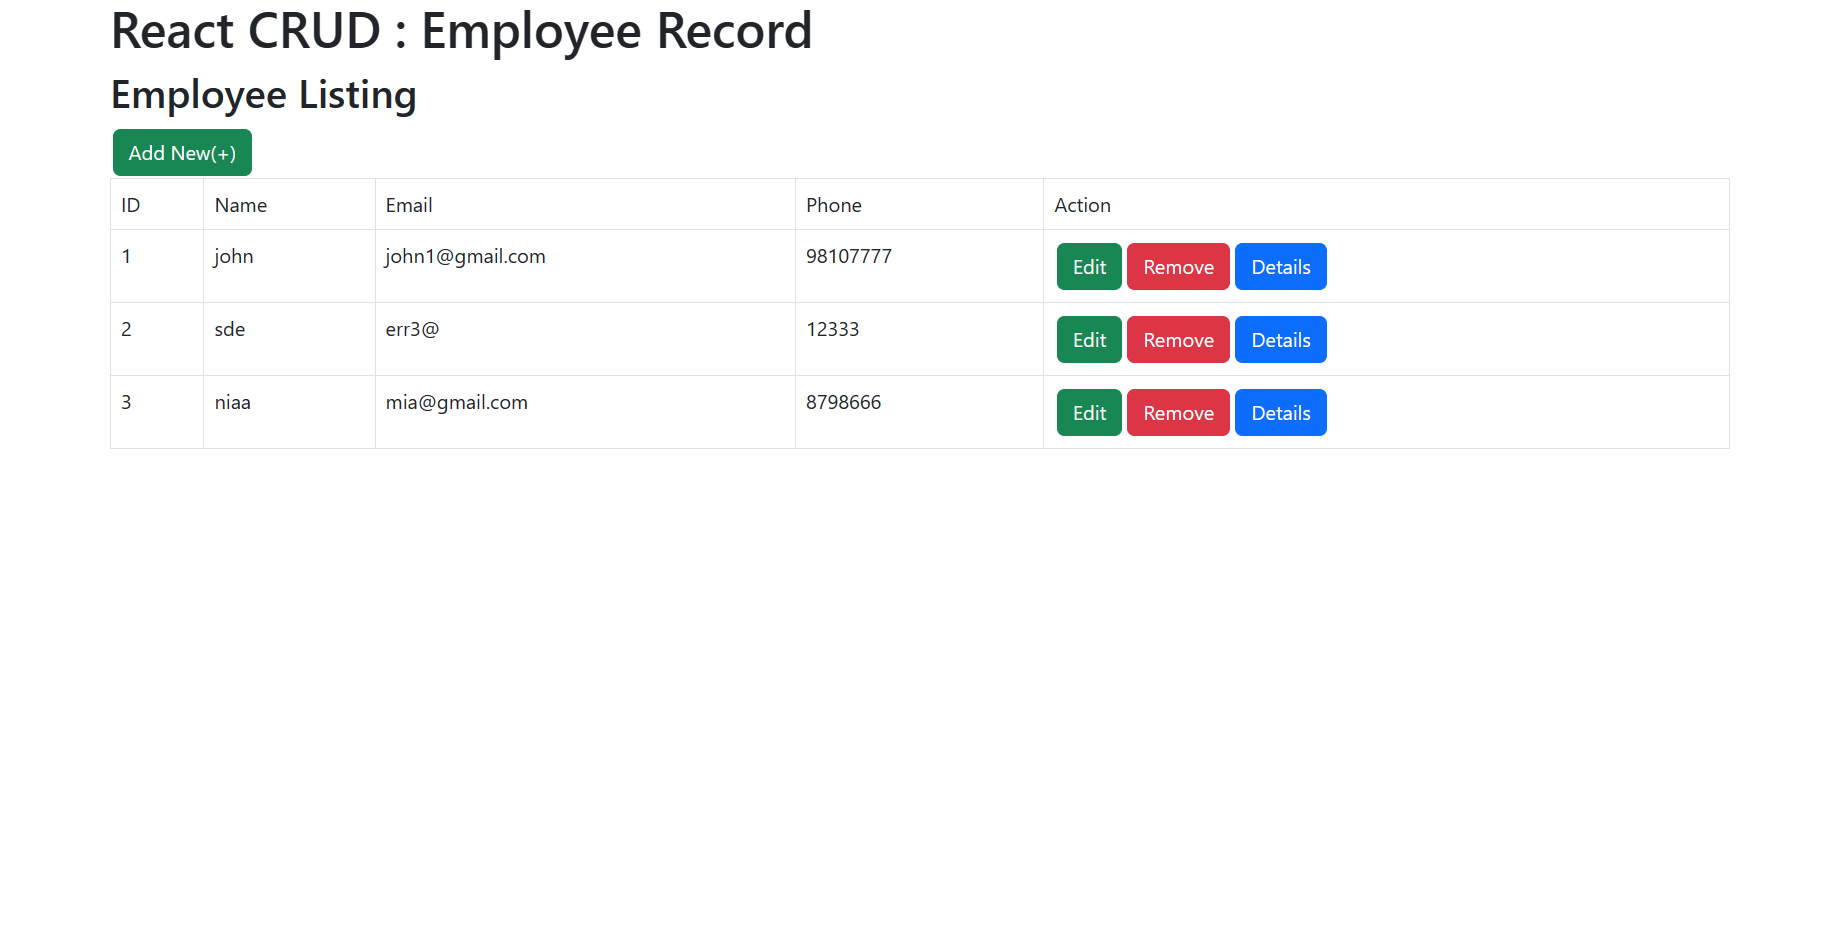 React CRUD : Employee Record
Employee Listing
Add New(+)
ID Name Email Phone Action
1 john john1@gmail.com 98107777 Edit Remove Details
2 sde err3@ 12333 Edit Remove Details
3 niaa mia@gmail.com 8798666 Edit Remove Details